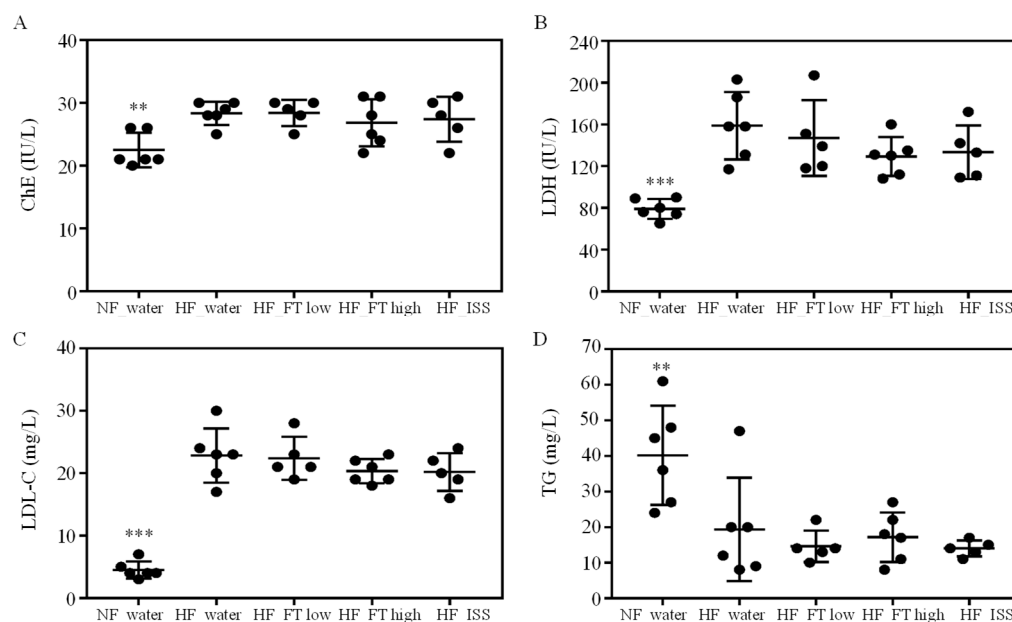 A
ChE (IU/L)
40
30
20
10
0
**
NF_water HF_water HF_FT low HF_FT high HF_ISS
B
LDH (IU/L)
240
200
160
120
80
40
0
***
NF_water HF_water HF_FT low HF_FT high HF_ISS
C
LDL-C (mg/L)
40
30
20
10
0
***
NF_water HF_water HF_FT low HF_FT high HF_ISS
D
TG (mg/L)
70
60
50
40
30
20
10
0
**
NF_water HF_water HF_FT low HF_FT high HF_ISS